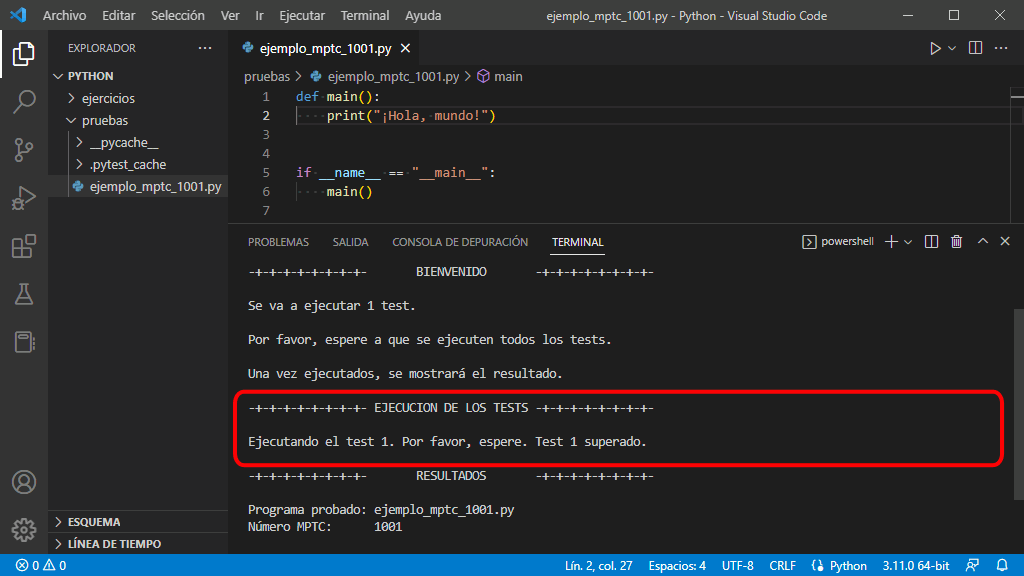 Archivo Editar Selección Ver Ir Ejecutar Terminal Ayuda ejemplo_mptc_1001.py - Python - Visual Studio Code
EXPLORADOR
PYTHON
ejercicios
pruebas
__pycache__
.pytest_cache
ejemplo_mptc_1001.py
ESQUEMA
LÍNEA DE TIEMPO
ejemplo_mptc_1001.py
pruebas > ejemplo_mptc_1001.py > main
1 def main():
2 print("¡Hola, mundo!")
3
4
5 if __name__ == "__main__":
6 main()
7
PROBLEMAS SALIDA CONSOLA DE DEPURACIÓN TERMINAL powershell
-+-+-+-+-+-+-+-+- BIENVENIDO -+-+-+-+-+-+-+-+-
Se va a ejecutar 1 test.
Por favor, espere a que se ejecuten todos los tests.
Una vez ejecutados, se mostrará el resultado.
-+-+-+-+-+-+-+-+- EJECUCION DE LOS TESTS -+-+-+-+-+-+-+-+-
Ejecutando el test 1. Por favor, espere. Test 1 superado.
-+-+-+-+-+-+-+-+- RESULTADOS -+-+-+-+-+-+-+-+-
Programa probado: ejemplo_mptc_1001.py
Número MPTC: 1001
0 0 Lín. 2, col. 27 Espacios: 4 UTF-8 CRLF Python 3.11.0 64-bit